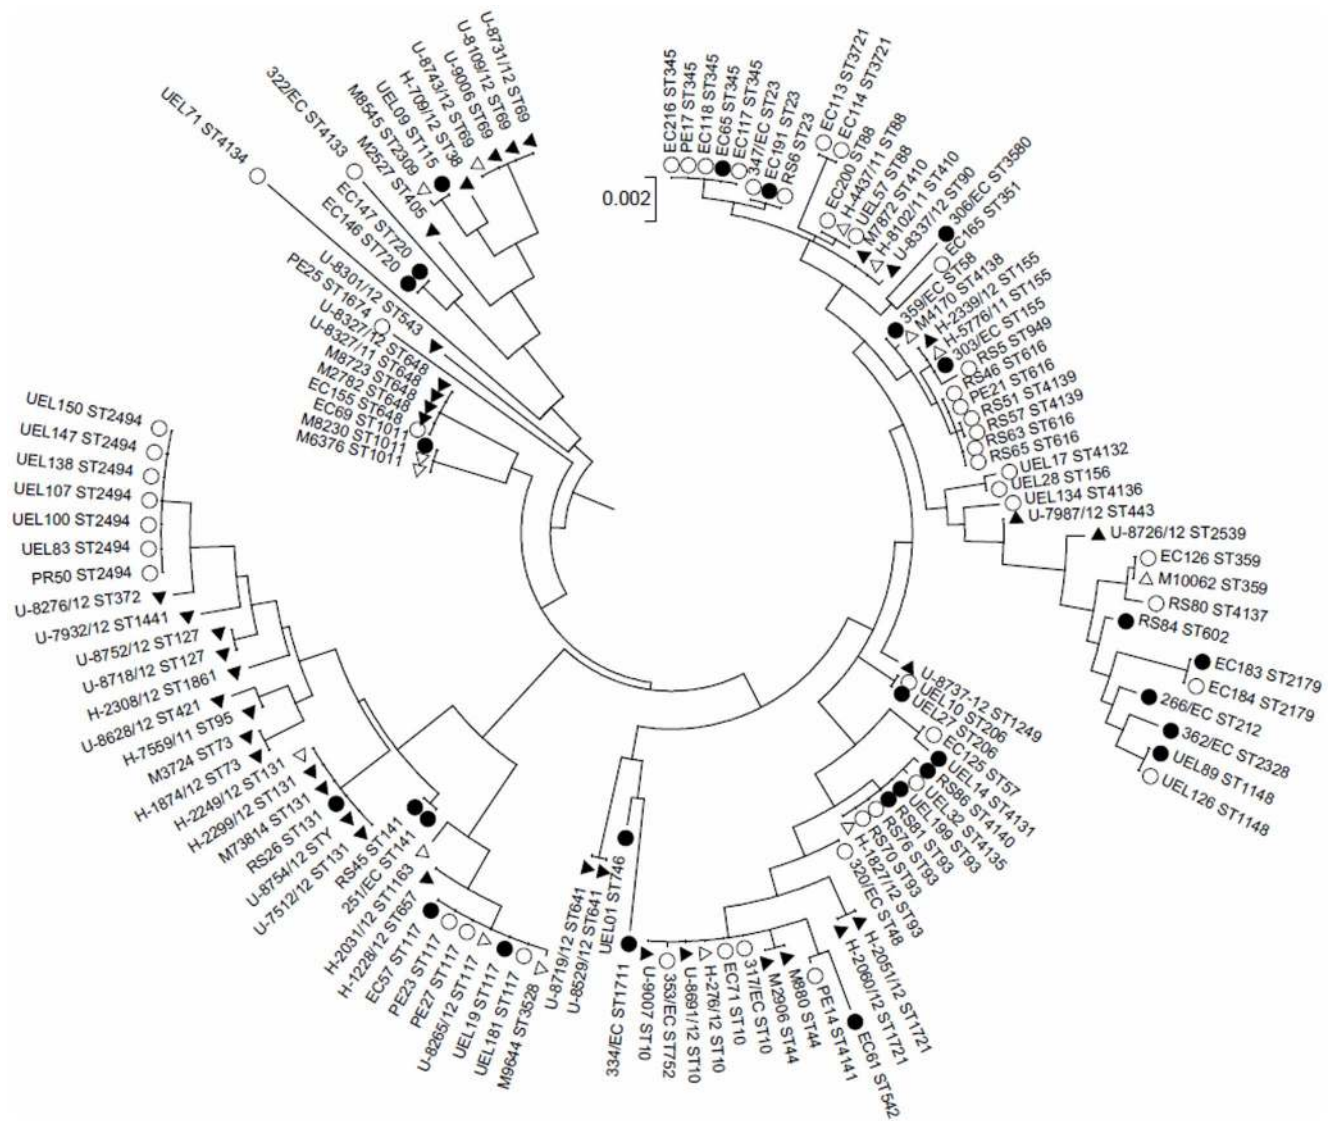 EC216 ST345
PE17 ST345
EC118 ST345
EC65 ST345
EC117 ST345
347/EC ST23
EC191 ST23
RS6 ST23
EC113 ST3721
EC114 ST3721
EC200 ST88
H-4437/11 ST88
UEL57 ST88
M7872 ST410
H-8102/11 ST410
U-8337/12 ST90
306/EC ST3580
EC165 ST351
359/EC ST58
M4170 ST4138
H-2339/12 ST155
H-5776/11 ST155
303/EC ST155
RS5 ST949
RS46 ST616
PE21 ST616
RS51 ST4139
RS57 ST4139
RS63 ST616
RS65 ST616
UEL17 ST4132
UEL28 ST156
UEL134 ST4136
U-7987/12 ST443
U-8726/12 ST2539
EC126 ST359
M10062 ST359
RS80 ST4137
RS84 ST602
EC183 ST2179
EC184 ST2179
266/EC ST212
362/EC ST2328
UEL89 ST1148
UEL126 ST1148
U-8737-12 ST1249
UEL10 ST206
UEL27 ST206
EC125 ST57
UEL14 ST4131
RS86 ST4140
UEL32 ST4135
UEL199 ST93
RS81 ST93
RS76 ST93
RS70 ST93
H-1827/12 ST93
320/EC ST48
H-2051/12 ST1721
H-2060/12 ST1721
EC61 ST542
PE14 ST4141
M880 ST44
M2906 ST44
317/EC ST10
EC71 ST10
H-276/12 ST10
U-8691/12 ST10
353/EC ST752
U-9007 ST10
334/EC ST1711
UEL01 ST746
U-8529/12 ST641
U-8719/12 ST641
M9644 ST3528
UEL181 ST117
UEL19 ST117
U-8265/12 ST117
PE27 ST117
PE23 ST117
EC57 ST117
H-1228/12 ST657
H-2031/12 ST1163
251/EC ST141
RS45 ST141
U-7512/12 ST131
U-8754/12 STY
RS26 ST131
M73814 ST131
H-2299/12 ST131
H-2249/12 ST131
H-1874/12 ST73
M3724 ST73
H-7559/11 ST95
U-8628/12 ST421
H-2308/12 ST1861
U-8718/12 ST127
U-8752/12 ST127
U-7932/12 ST1441
U-8276/12 ST372
PR50 ST2494
UEL83 ST2494
UEL100 ST2494
UEL107 ST2494
UEL138 ST2494
UEL147 ST2494
UEL150 ST2494
M6376 ST1011
M8230 ST1011
EC69 ST1011
EC155 ST648
M2782 ST648
M8723 ST648
U-8327/11 ST648
U-8327/12 ST648
PE25 ST1674
U-8301/12 ST543
UEL71 ST4134
EC146 ST720
EC147 ST720
322/EC ST4133
M2527 ST405
M8545 ST2309
UEL09 ST115
H-709/12 ST38
U-8743/12 ST69
U-9006 ST69
U-8109/12 ST69
U-8731/12 ST69
0.002